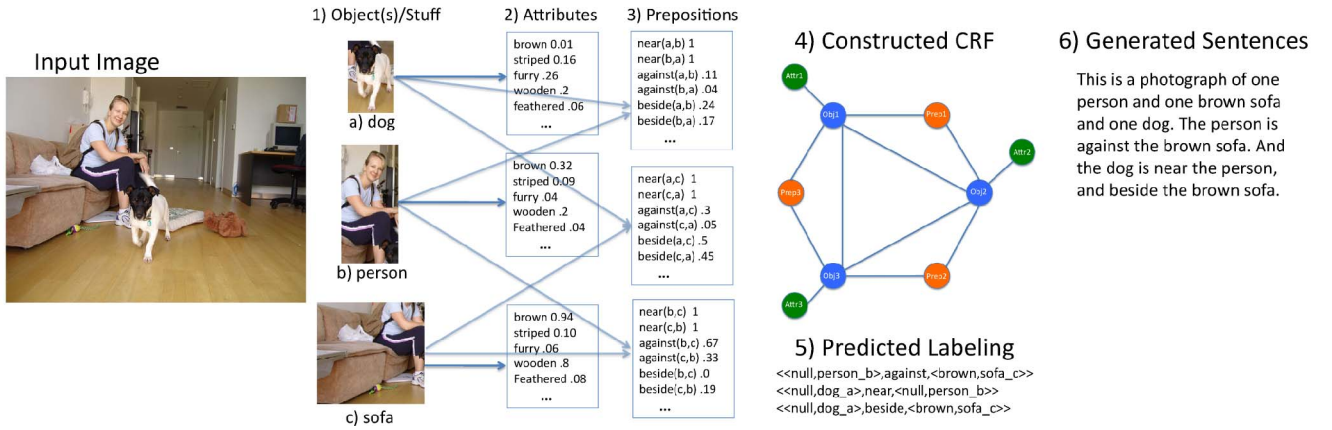 Input Image
1) Object(s)/Stuff
a) dog
b) person
c) sofa
2) Attributes
brown 0.01
striped 0.16
furry .26
wooden .2
feathered .06
...
brown 0.32
striped 0.09
furry .04
wooden .2
Feathered .04
...
brown 0.94
striped 0.10
furry .06
wooden .8
Feathered .08
...
3) Prepositions
near(a,b) 1
near(b,a) 1
against(a,b) .11
against(b,a) .04
beside(a,b) .24
beside(b,a) .17
...
near(a,c) 1
near(c,a) 1
against(a,c) .3
against(c,a) .05
beside(a,c) .5
beside(c,a) .45
...
near(b,c) 1
near(c,b) 1
against(b,c) .67
against(c,b) .33
beside(b,c) .0
beside(c,b) .19
...
4) Constructed CRF
Attr1
Obj1
Prep1
Attr2
Prep3
Obj2
Obj3
Prep2
Attr3
5) Predicted Labeling
<<null,person_b>,against,<brown,sofa_c>>
<<null,dog_a>,near,<null,person_b>>
<<null,dog_a>,beside,<brown,sofa_c>>
6) Generated Sentences
This is a photograph of one
person and one brown sofa
and one dog. The person is
against the brown sofa. And
the dog is near the person,
and beside the brown sofa.